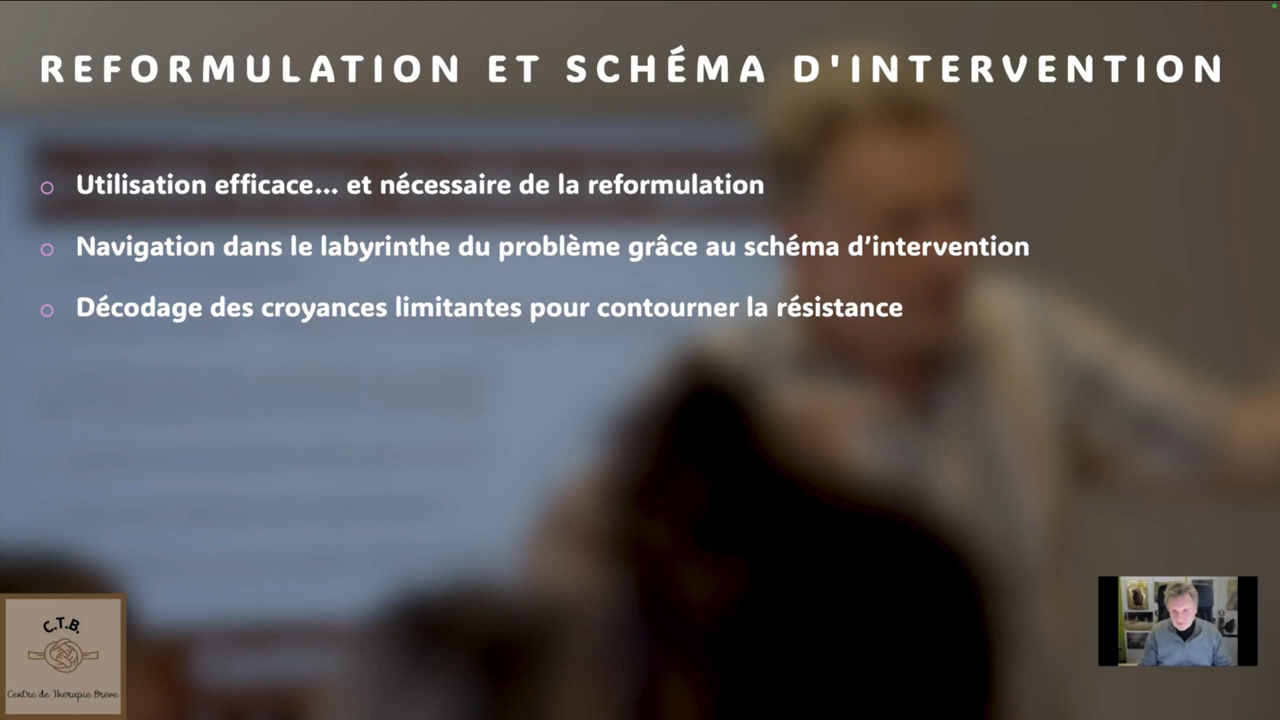 REFORMULATION ET SCHÉMA D'INTERVENTION
Utilisation efficace... et nécessaire de la reformulation
Navigation dans le labyrinthe du problème grâce au schéma d'intervention
Décodage des croyances limitantes pour contourner la résistance
C.T.B.
Centre de Thérapie Brève